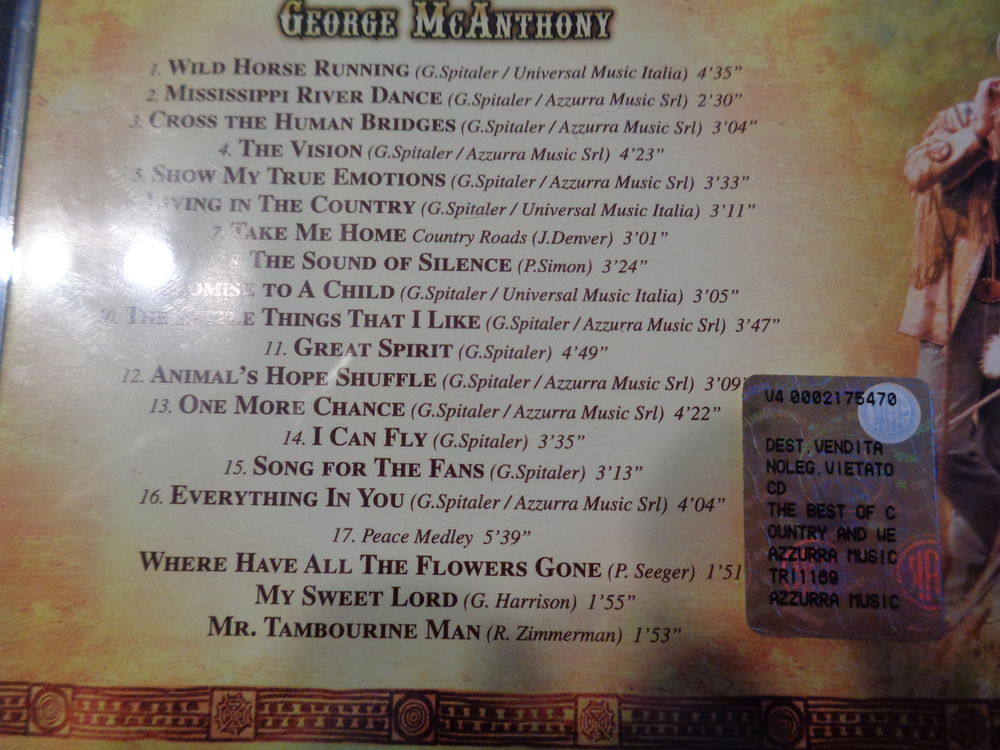 GEORGE MCANTHONY
1. WILD HORSE RUNNING (G.Spitaler / Universal Music Italia) 4’35”
2. MISSISSIPPI RIVER DANCE (G.Spitaler / Azzurra Music Srl) 2’30”
3. CROSS THE HUMAN BRIDGES (G.Spitaler / Azzurra Music Srl) 3’04”
4. THE VISION (G.Spitaler / Azzurra Music Srl) 4’23”
5. SHOW MY TRUE EMOTIONS (G.Spitaler / Azzurra Music Srl) 3’33”
IN THE COUNTRY (G.Spitaler / Universal Music Italia) 3’11”
7. TAKE ME HOME Country Roads (J.Denver) 3’01”
THE SOUND OF SILENCE (P.Simon) 3’24”
TO A CHILD (G.Spitaler / Universal Music Italia) 3’05”
10. THE THINGS THAT I LIKE (G.Spitaler / Azzurra Music Srl) 3’47”
11. GREAT SPIRIT (G.Spitaler) 4’49”
12. ANIMAL’S HOPE SHUFFLE (G.Spitaler / Azzurra Music Srl) 3’09”
13. ONE MORE CHANCE (G.Spitaler / Azzurra Music Srl) 4’22”
14. I CAN FLY (G.Spitaler) 3’35”
15. SONG FOR THE FANS (G.Spitaler) 3’13”
16. EVERYTHING IN YOU (G.Spitaler / Azzurra Music Srl) 4’04”
17. Peace Medley 5’39”
WHERE HAVE ALL THE FLOWERS GONE (P. Seeger) 1’51
MY SWEET LORD (G. Harrison) 1’55”
MR. TAMBOURINE MAN (R. Zimmerman) 1’53”
V4 0002175470
DEST.VENDITA
NOLEG.VIETATO
CD
THE BEST OF C
OUNTRY AND WE
AZZURRA MUSIC
TRI1169
AZZURRA MUSIC